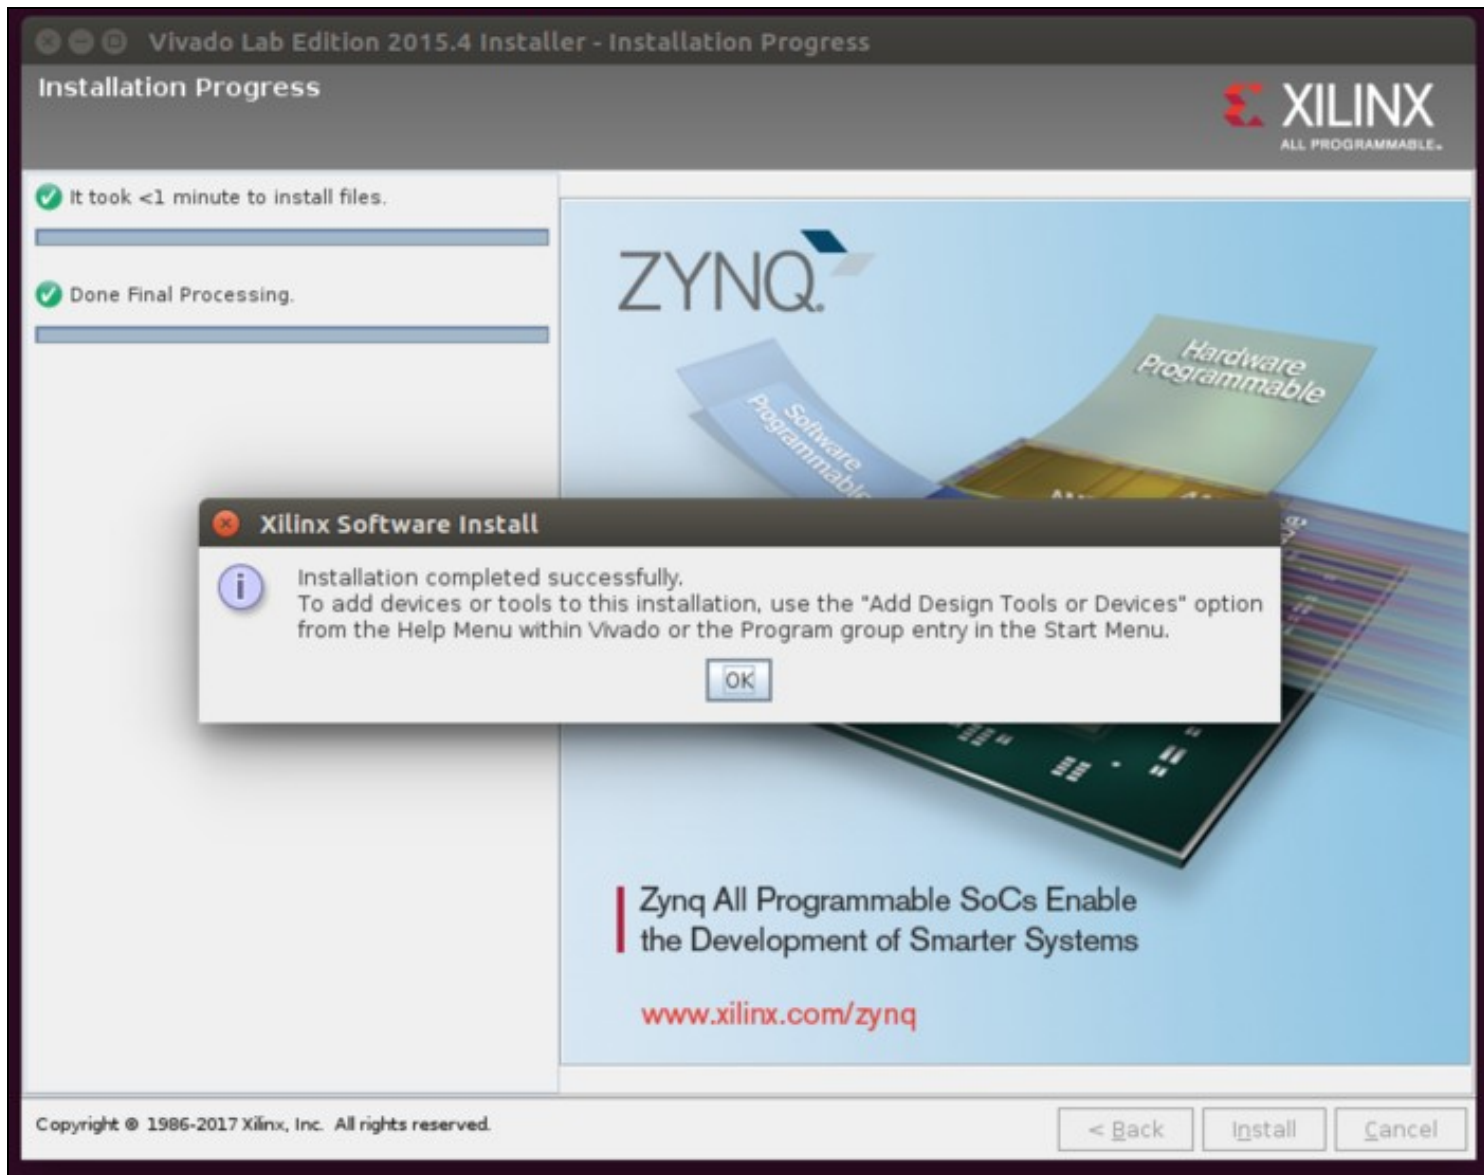 Vivado Lab Edition 2015.4 Installer - Installation Progress
Installation Progress
XILINX
ALL PROGRAMMABLE.
It took <1 minute to install files.
Done Final Processing.
ZYNQ.
Hardware
Programmable
Software
Programmable
Xilinx Software Install
Installation completed successfully.
To add devices or tools to this installation, use the "Add Design Tools or Devices" option
from the Help Menu within Vivado or the Program group entry in the Start Menu.
OK
Zynq All Programmable SoCs Enable
the Development of Smarter Systems
www.xilinx.com/zynq
Copyright © 1986-2017 Xilinx, Inc. All rights reserved.
< Back
Install
Cancel